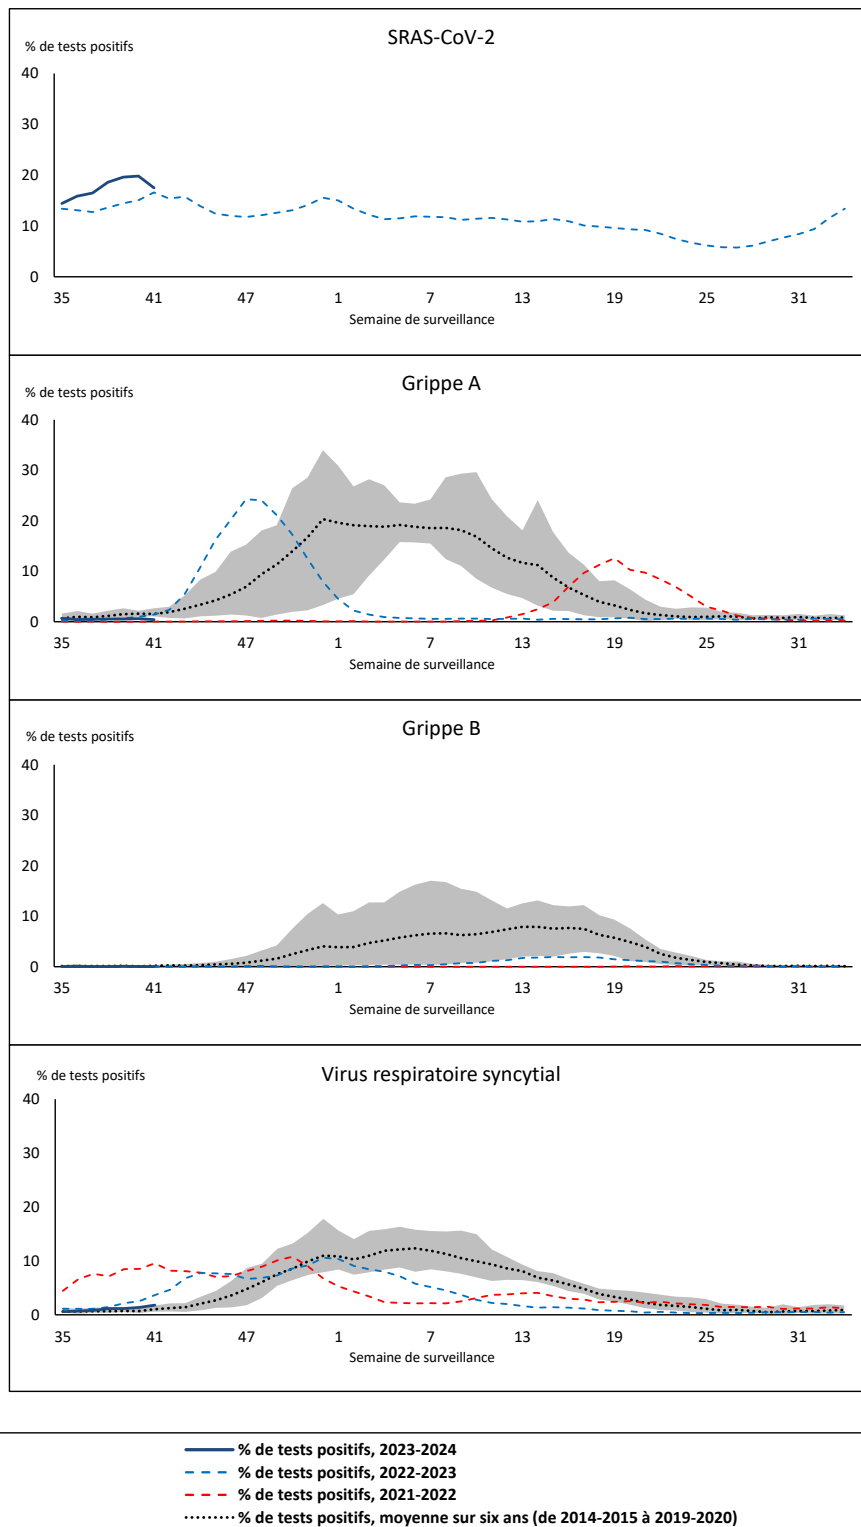 SRAS-CoV-2
% de tests positifs
40
30
20
10
0
35 41 47 1 7 13 19 25 31
Semaine de surveillance
Grippe A
% de tests positifs
40
30
20
10
0
35 41 47 1 7 13 19 25 31
Semaine de surveillance
Grippe B
% de tests positifs
40
30
20
10
0
35 41 47 1 7 13 19 25 31
Semaine de surveillance
Virus respiratoire syncytial
% de tests positifs
40
30
20
10
0
35 41 47 1 7 13 19 25 31
Semaine de surveillance
% de tests positifs, 2023-2024
% de tests positifs, 2022-2023
% de tests positifs, 2021-2022
% de tests positifs, moyenne sur six ans (de 2014-2015 à 2019-2020)